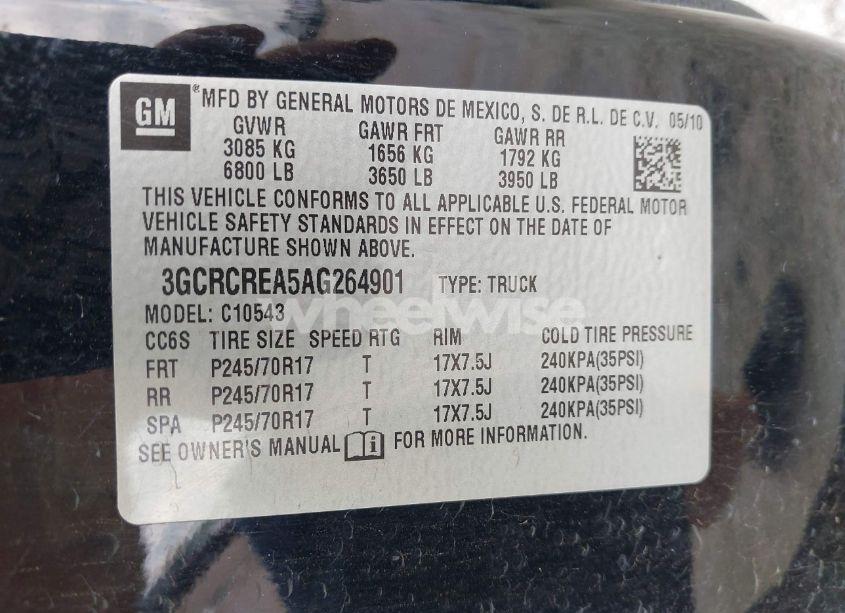 GM ® MFD BY GENERAL MOTORS DE MEXICO, S. DE R.L. DE C.V. 05/10
GVWR GAWR FRT GAWR RR
3085 KG 1656 KG 1792 KG
6800 LB 3650 LB 3950 LB
THIS VEHICLE CONFORMS TO ALL APPLICABLE U.S. FEDERAL MOTOR
VEHICLE SAFETY STANDARDS IN EFFECT ON THE DATE OF
MANUFACTURE SHOWN ABOVE.
3GCRCREA5AG264901 TYPE: TRUCK
wheelwise
MODEL: C10543
CC6S TIRE SIZE SPEED RTG RIM COLD TIRE PRESSURE
FRT P245/70R17 T 17X7.5J 240KPA(35PSI)
RR P245/70R17 T 17X7.5J 240KPA(35PSI)
SPA P245/70R17 T 17X7.5J 240KPA(35PSI)
SEE OWNER'S MANUAL i FOR MORE INFORMATION.